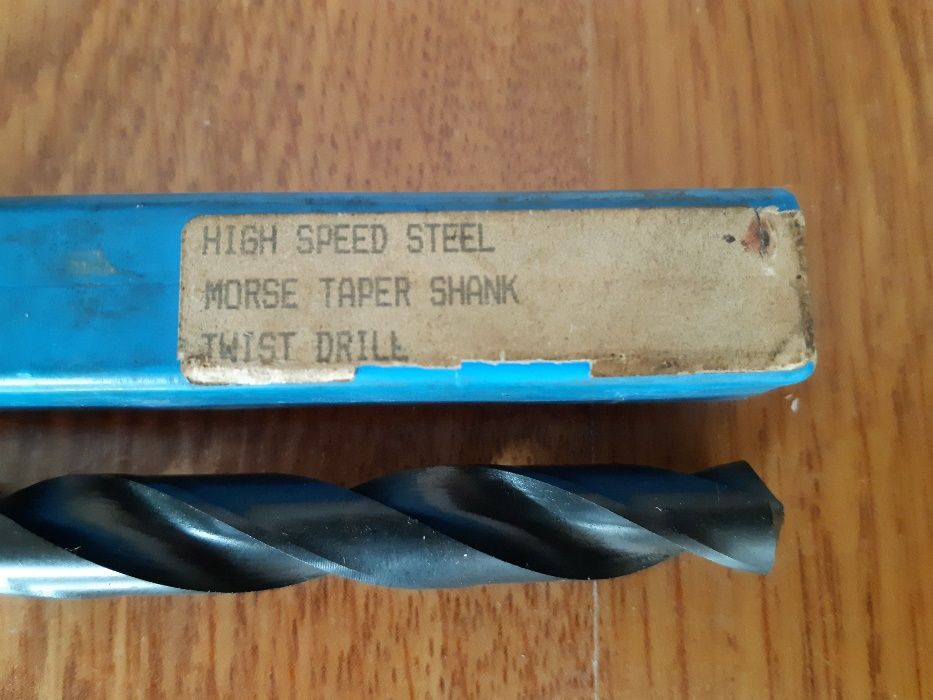 HIGH SPEED STEEL
MORSE TAPER SHANK
TWIST DRILL